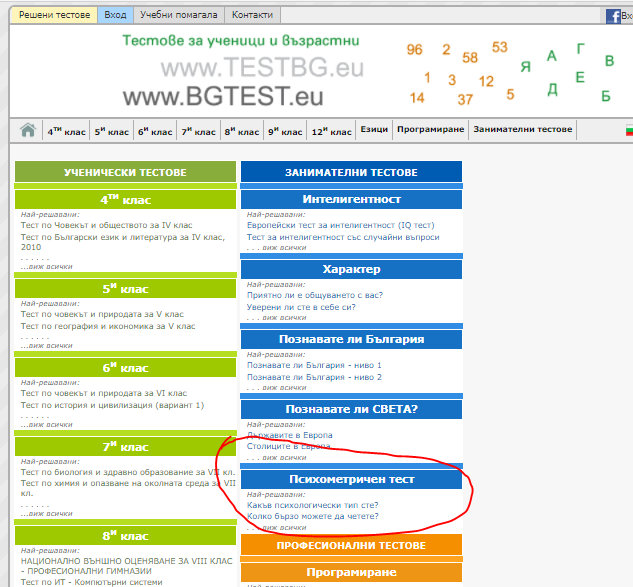 Решени тестове Вход Учебни помагала Контакти
Тестове за ученици и възрастни
www.TESTBG.eu
www.BGTEST.eu
96 2 58 53 Я А Г В
1 3 12 Д Е Б
14 37 5
4ти клас 5и клас 6и клас 7и клас 8и клас 9и клас 12и клас Езици Програмиране Занимателни тестове
УЧЕНИЧЕСКИ ТЕСТОВЕ
4ти клас
Най-решавани:
Тест по Човекът и обществото за IV клас
Тест по Български език и литература за IV клас,
2010
. . . . . .
...виж всички
5и клас
Най-решавани:
Тест по човекът и природата за V клас
Тест по география и икономика за V клас
. . . . . .
...виж всички
6и клас
Най-решавани:
Тест по човекът и природата за VI клас
Тест по история и цивилизация (вариант 1)
. . . . . .
...виж всички
7и клас
Най-решавани:
Тест по биология и здравно образование за VII кл.
Тест по химия и опазване на околната среда за VII
кл.
. . . . . .
...виж всички
8и клас
Най-решавани:
НАЦИОНАЛНО ВЪНШНО ОЦЕНЯВАНЕ ЗА VIII КЛАС
- ПРОФЕСИОНАЛНИ ГИМНАЗИИ
Тест по ИТ - Компютърни системи
ЗАНИМАТЕЛНИ ТЕСТОВЕ
Интелигентност
Най-решавани:
Европейски тест за интелигентност (IQ тест)
Тест за интелигентност със случайни въпроси
. . . виж всички
Характер
Най-решавани:
Приятно ли е общуването с вас?
Уверени ли сте в себе си?
. . . виж всички
Познавате ли България
Най-решавани:
Познавате ли България - ниво 1
Познавате ли България - ниво 2
. . . виж всички
Познавате ли СВЕТА?
Най-решавани:
Държавите в Европа
Столиците в Европа
. . . виж всички
Психометричен тест
Най-решавани:
Какъв психологически тип сте?
Колко бързо можете да четете?
. . . виж всички
ПРОФЕСИОНАЛНИ ТЕСТОВЕ
Програмиране